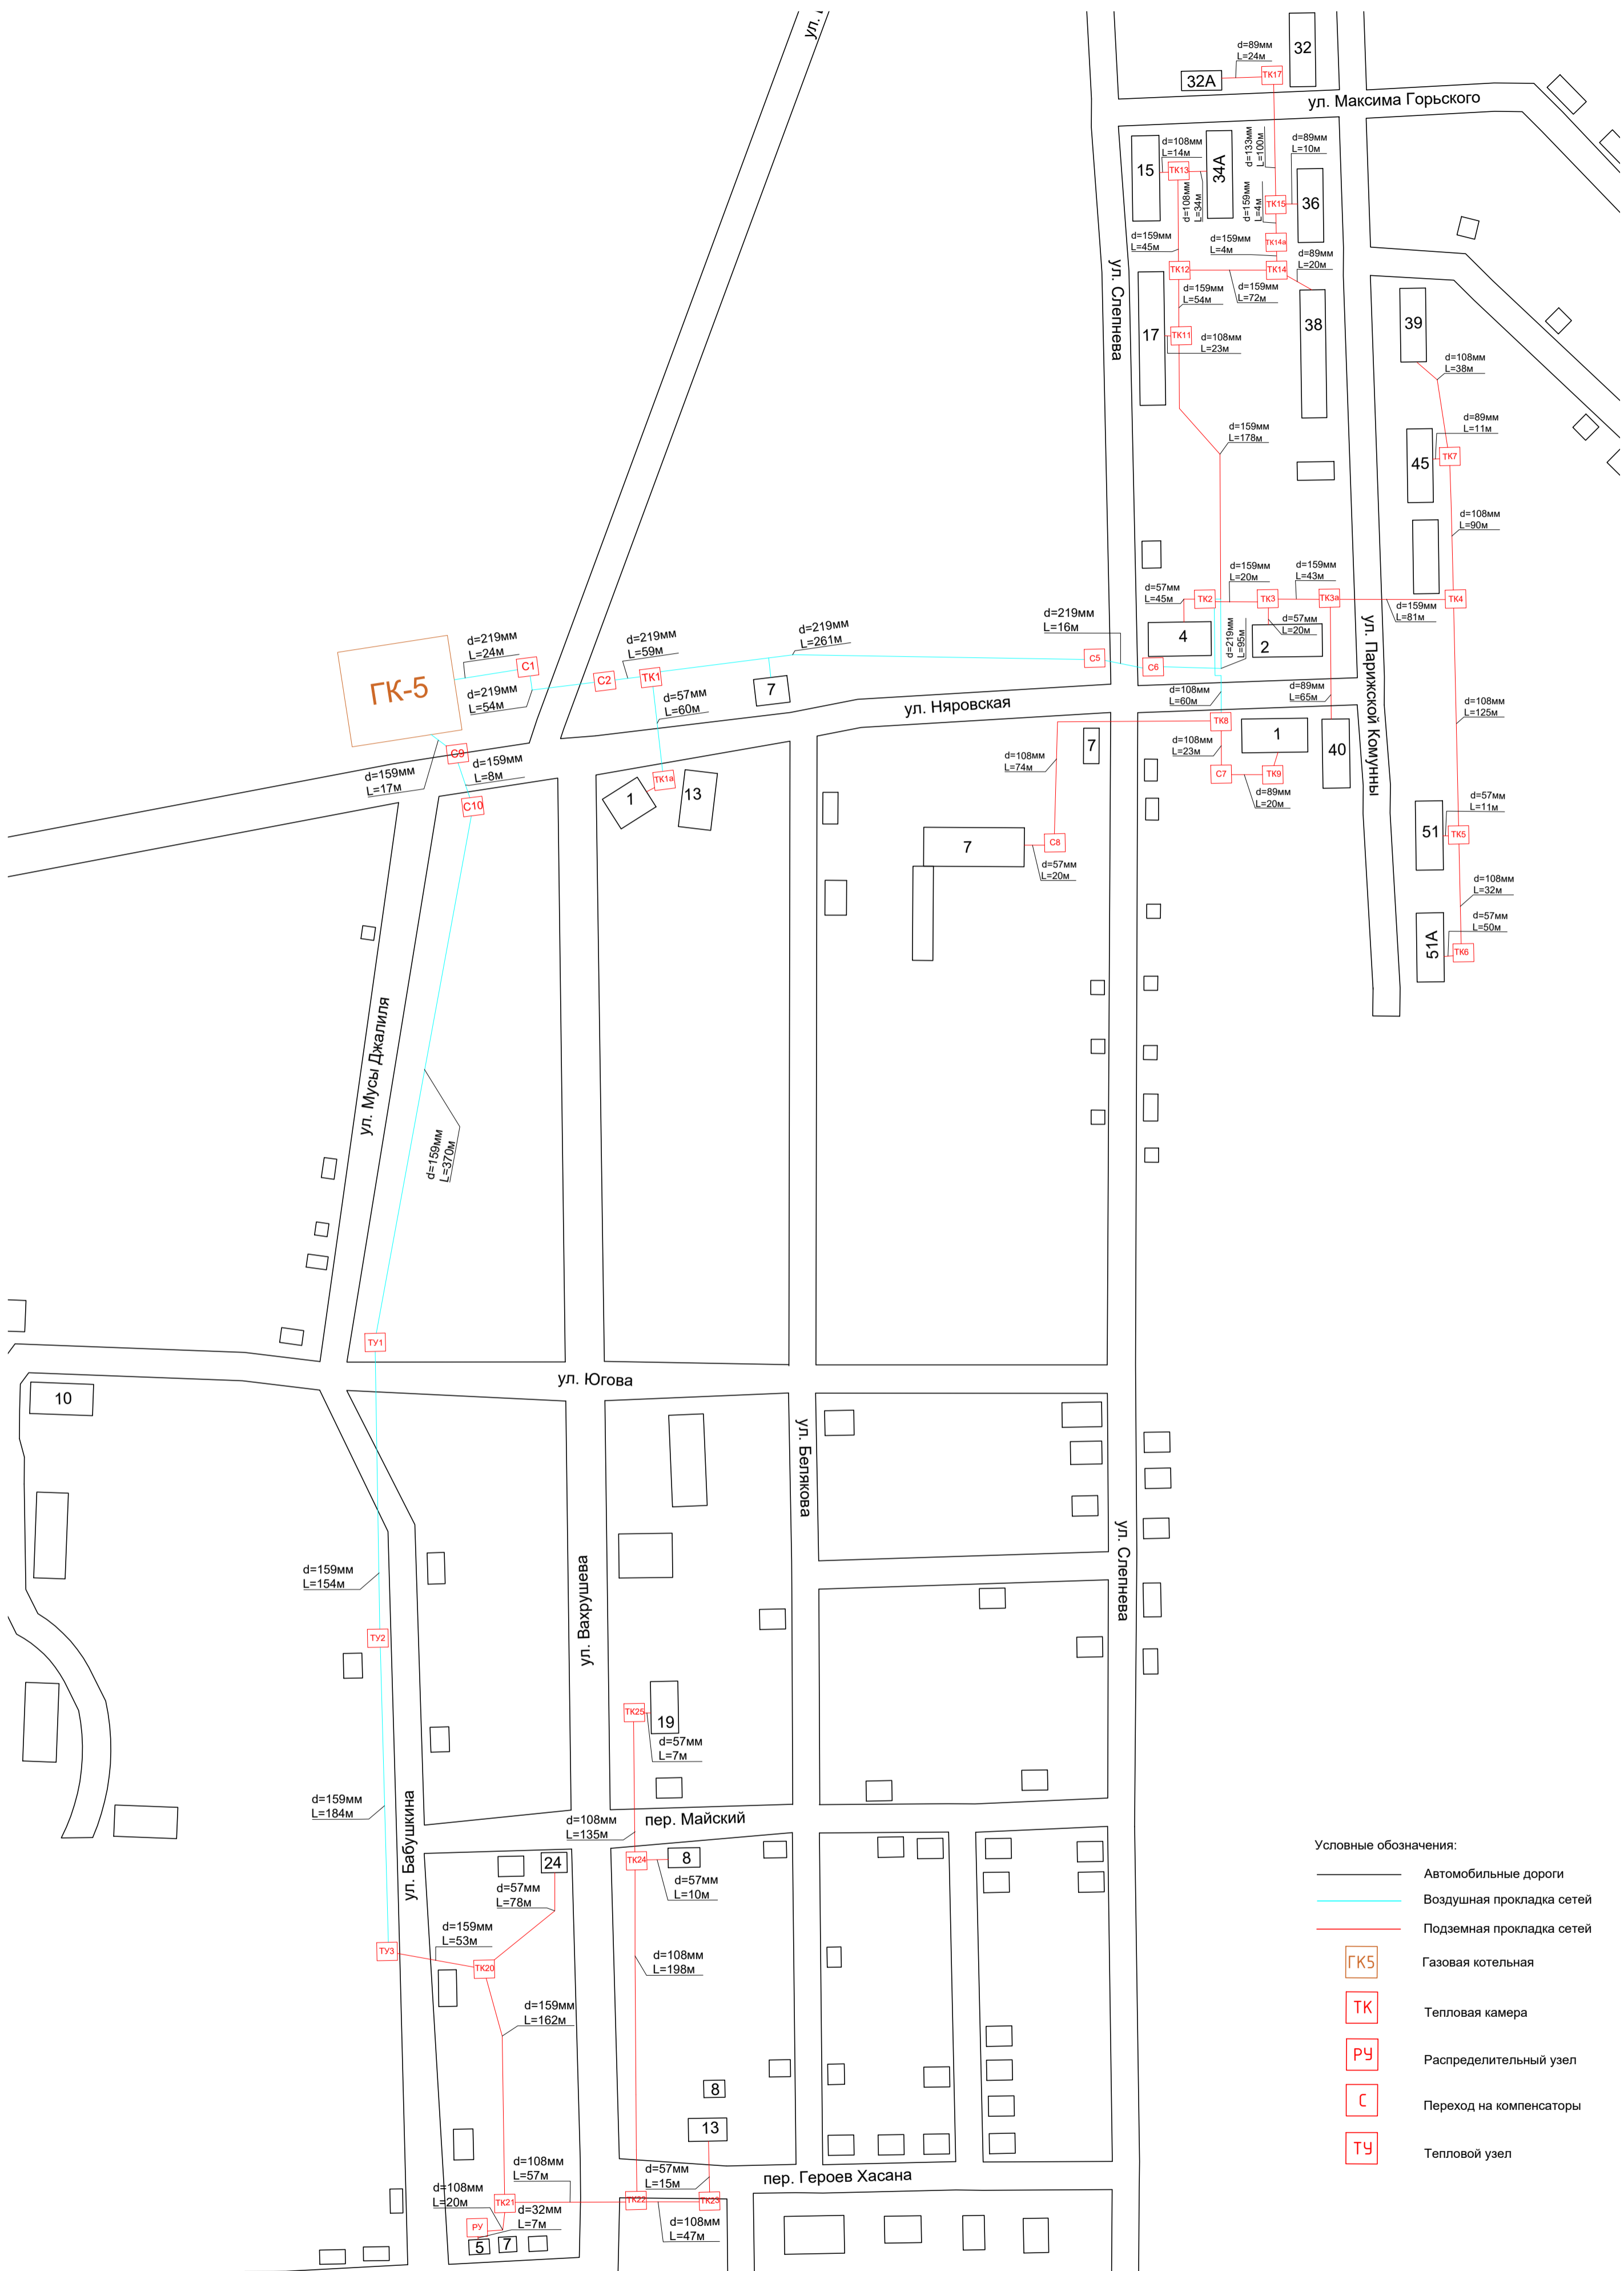 ул.
32
d=89мм
L=24м
ТК17
32А
ул. Максима Горьского
15
d=108мм
L=14м
34А
d=133мм
L=100м
d=89мм
L=10м
ТК13
d=108мм
L=34м
d=159мм
L=4м
ТК15
36
d=159мм
L=45м
d=159мм
L=4м
ТК14а
d=89мм
L=20м
ТК12
ТК14
ул. Слепнева
d=159мм
L=54м
d=159мм
L=72м
17
ТК11
d=108мм
L=23м
38
39
d=108мм
L=38м
d=159мм
L=178м
d=89мм
L=11м
45
ТК7
d=108мм
L=90м
d=57мм
L=45м
d=159мм
L=20м
d=159мм
L=43м
ТК2
ТК3
ТК3а
d=159мм
L=81м
ТК4
4
d=219мм
L=95м
2
d=57мм
L=20м
ул. Парижской Комунны
d=219мм
L=16м
d=219мм
L=261м
d=219мм
L=59м
d=219мм
L=24м
ГК-5
С1
С2
ТК1
С5
С6
7
d=219мм
L=54м
d=57мм
L=60м
ул. Няровская
d=108мм
L=60м
d=89мм
L=65м
ТК8
1
40
7
d=108мм
L=125м
С9
d=159мм
L=17м
d=159мм
L=8м
С10
ТК1а
1
13
d=108мм
L=74м
d=108мм
L=23м
С7
ТК9
d=89мм
L=20м
7
С8
d=57мм
L=20м
51
d=57мм
L=11м
ТК5
d=108мм
L=32м
51А
d=57мм
L=50м
ТК6
ул. Мусы Джалиля
d=159мм
L=370м
ТУ1
ул. Югова
10
ул. Белякова
ул. Слепнева
d=159мм
L=154м
ул. Вахрушева
ТУ2
ТК25
19
d=57мм
L=7м
d=159мм
L=184м
ул. Бабушкина
d=108мм
L=135м
пер. Майский
24
ТК24
8
d=57мм
L=78м
d=57мм
L=10м
d=159мм
L=53м
ТУ3
ТК20
d=108мм
L=198м
d=159мм
L=162м
8
13
d=108мм
L=57м
d=57мм
L=15м
пер. Героев Хасана
d=108мм
L=20м
ТК21
ТК22
ТК23
d=32мм
L=7м
РУ
5
7
d=108мм
L=47м
Условные обозначения:
Автомобильные дороги
Воздушная прокладка сетей
Подземная прокладка сетей
ГК5
Газовая котельная
ТК
Тепловая камера
РУ
Распределительный узел
С
Переход на компенсаторы
ТУ
Тепловой узел